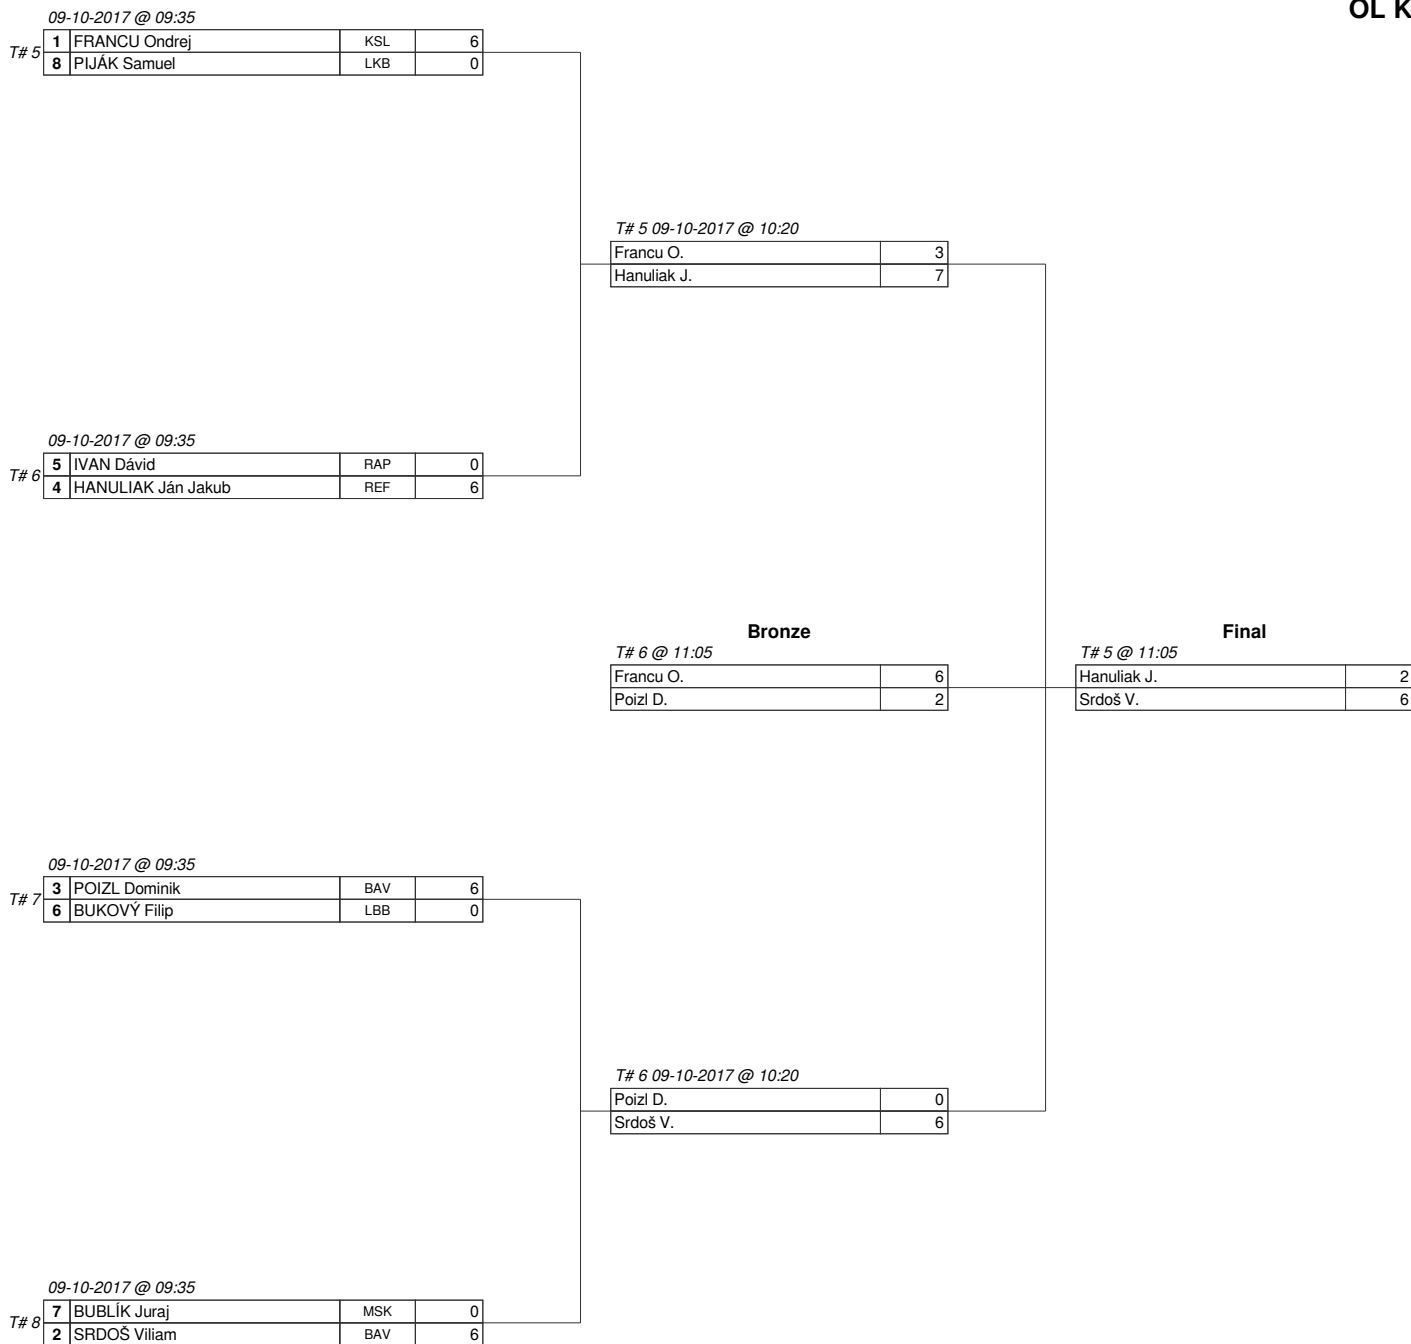 OL K
09-10-2017 @ 09:35
T# 5
1 FRANCU Ondrej KSL 6
8 PIJÁK Samuel LKB 0
T# 5 09-10-2017 @ 10:20
Francu O. 3
Hanuliak J. 7
09-10-2017 @ 09:35
T# 6
5 IVAN Dávid RAP 0
4 HANULIAK Ján Jakub REF 6
Bronze
T# 6 @ 11:05
Francu O. 6
Poizl D. 2
Final
T# 5 @ 11:05
Hanuliak J. 2
Srdoš V. 6
09-10-2017 @ 09:35
T# 7
3 POIZL Dominik BAV 6
6 BUKOVÝ Filip LBB 0
T# 6 09-10-2017 @ 10:20
Poizl D. 0
Srdoš V. 6
09-10-2017 @ 09:35
T# 8
7 BUBLÍK Juraj MSK 0
2 SRDOŠ Viliam BAV 6